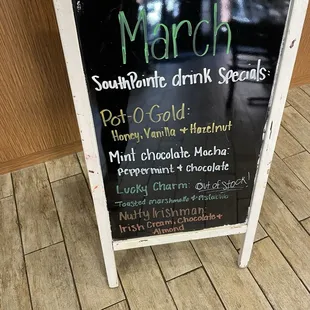 March
SouthPointe drink Specials:
Pot-O-Gold:
Honey, Vanilla & Hazelnut
Mint chocolate Mocha:
Peppermint & Chocolate
Lucky Charm: OUT OF STOCK!
Toasted marshmallow & Pistachio
Nutty Irishman:
Irish Cream, Chocolate &
Almond